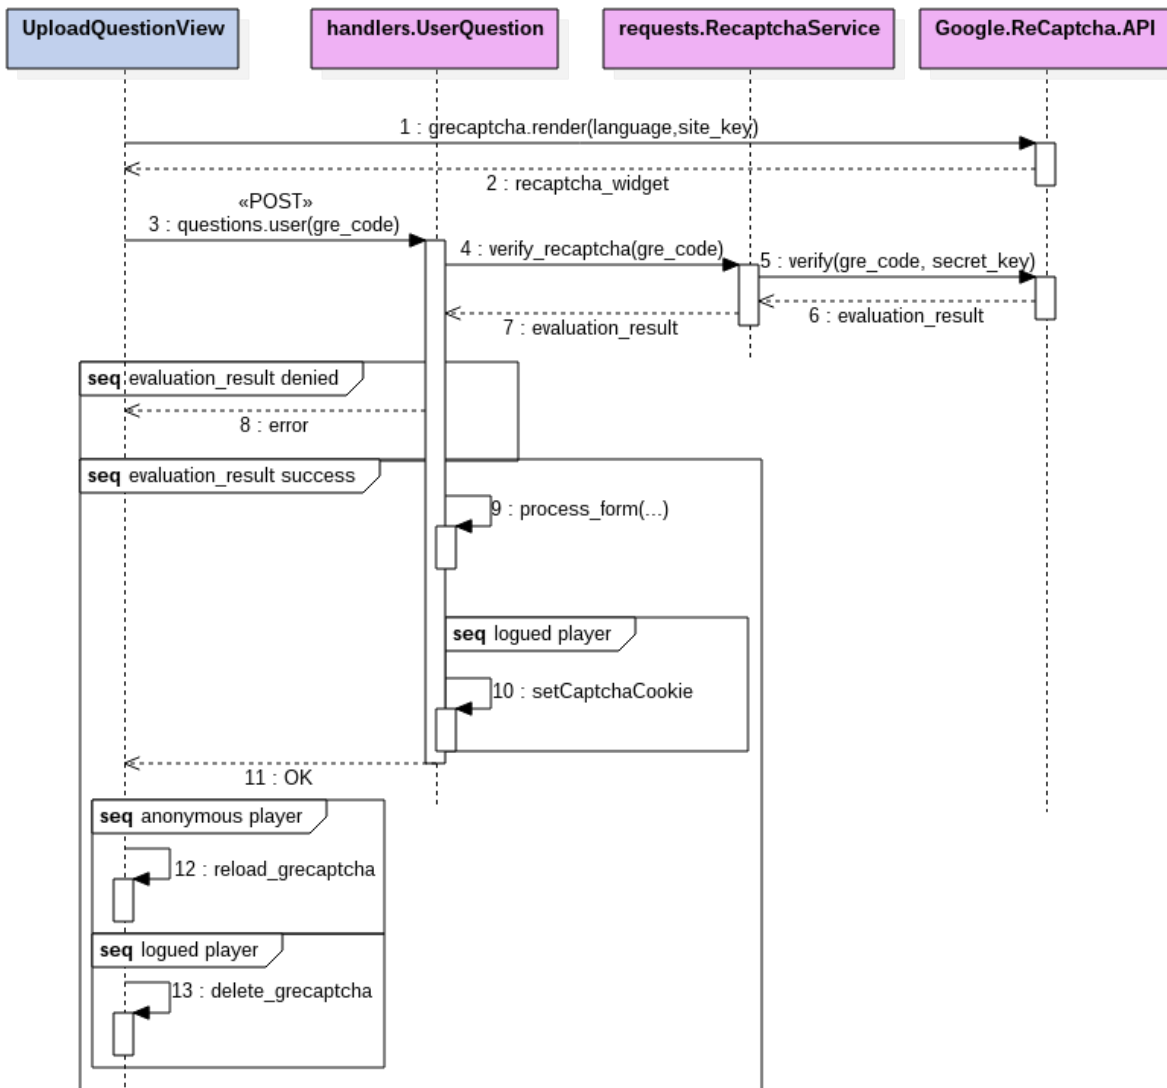 UploadQuestionView
handlers.UserQuestion
requests.RecaptchaService
Google.ReCaptcha.API
1 : grecaptcha.render(language,site_key)
2 : recaptcha_widget
«POST»
3 : questions.user(gre_code)
4 : verify_recaptcha(gre_code)
5 : verify(gre_code, secret_key)
6 : evaluation_result
7 : evaluation_result
seq evaluation_result denied
8 : error
seq evaluation_result success
9 : process_form(...)
seq logued player
10 : setCaptchaCookie
11 : OK
seq anonymous player
12 : reload_grecaptcha
seq logued player
13 : delete_grecaptcha